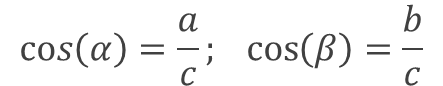 cos(α) = a/c; cos(β) = b/c